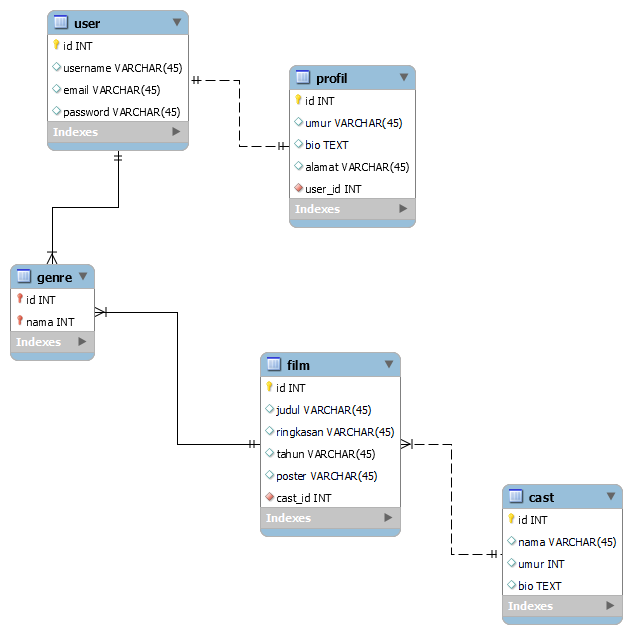 user
id INT
username VARCHAR(45)
email VARCHAR(45)
password VARCHAR(45)
Indexes
profil
id INT
umur VARCHAR(45)
bio TEXT
alamat VARCHAR(45)
user_id INT
Indexes
genre
id INT
nama INT
Indexes
film
id INT
judul VARCHAR(45)
ringkasan VARCHAR(45)
tahun VARCHAR(45)
poster VARCHAR(45)
cast_id INT
Indexes
cast
id INT
nama VARCHAR(45)
umur INT
bio TEXT
Indexes